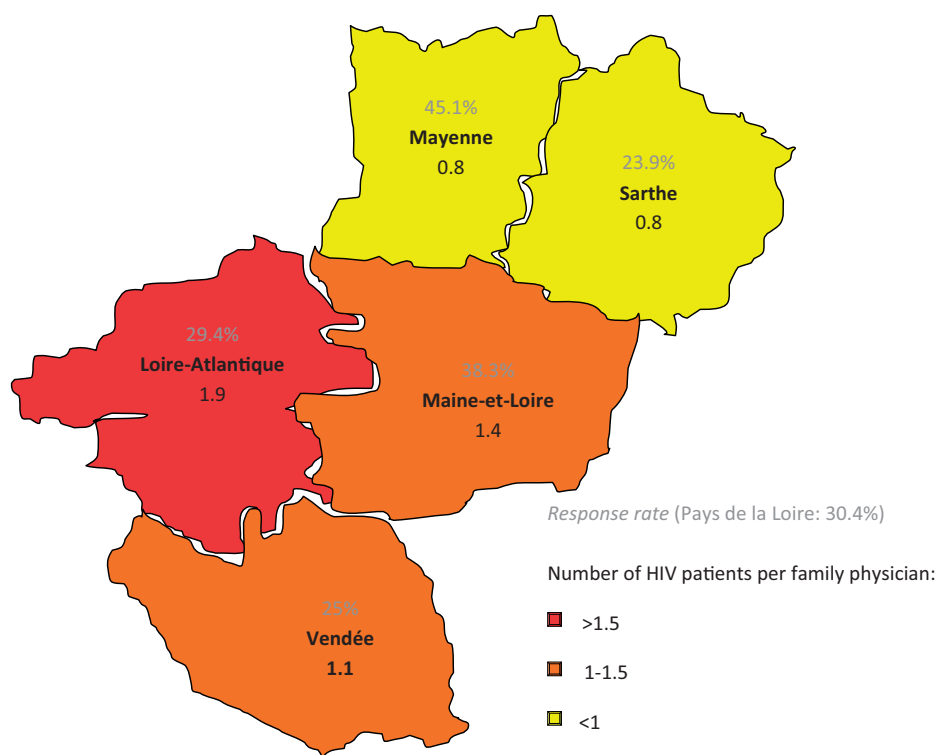 45.1%
Mayenne
0.8
23.9%
Sarthe
0.8
29.4%
Loire-Atlantique
1.9
38.3%
Maine-et-Loire
1.4
25%
Vendée
1.1
Response rate (Pays de la Loire: 30.4%)
Number of HIV patients per family physician:
>1.5
1-1.5
<1